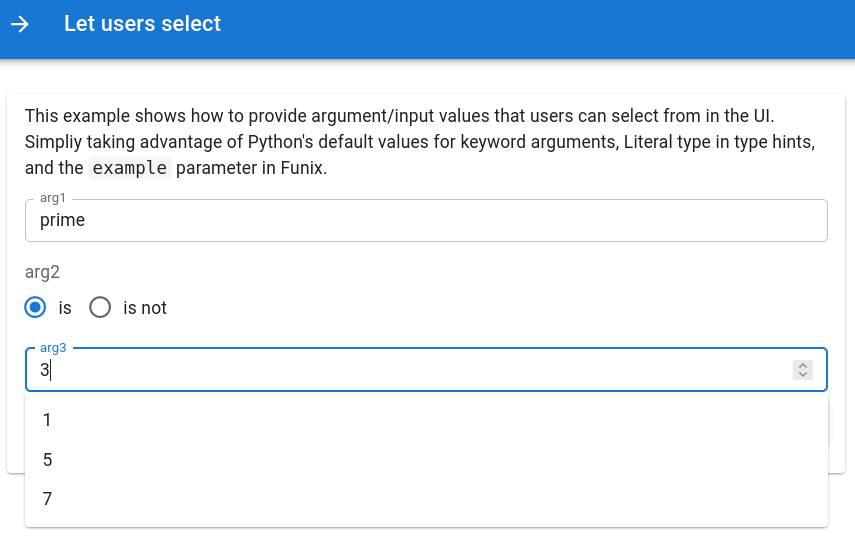 Let users select
This example shows how to provide argument/input values that users can select from in the UI.
Simpliy taking advantage of Python's default values for keyword arguments, Literal type in type hints,
and the example parameter in Funix.
arg1
prime
arg2
is is not
arg3
3
1
5
7